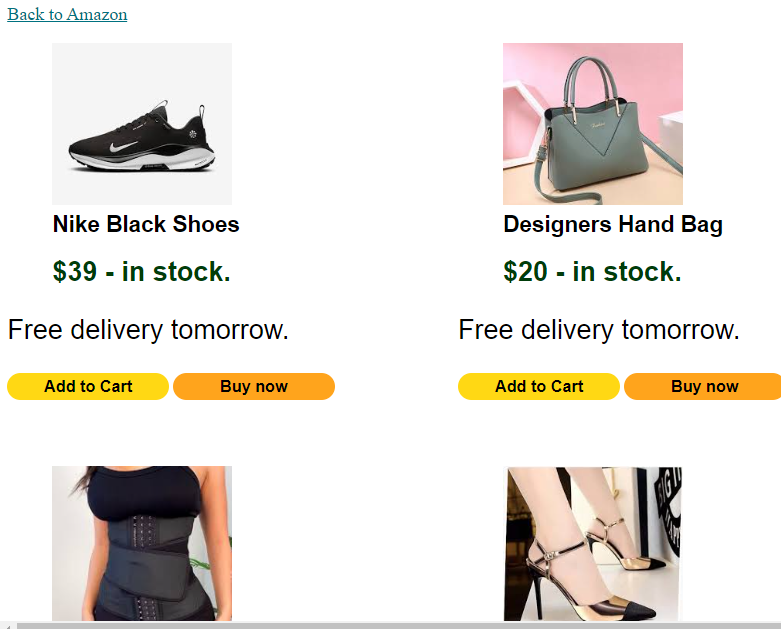 Back to Amazon
Nike Black Shoes
Designers Hand Bag
$39 - in stock.
$20 - in stock.
Free delivery tomorrow.
Free delivery tomorrow.
Add to Cart Buy now
Add to Cart Buy now